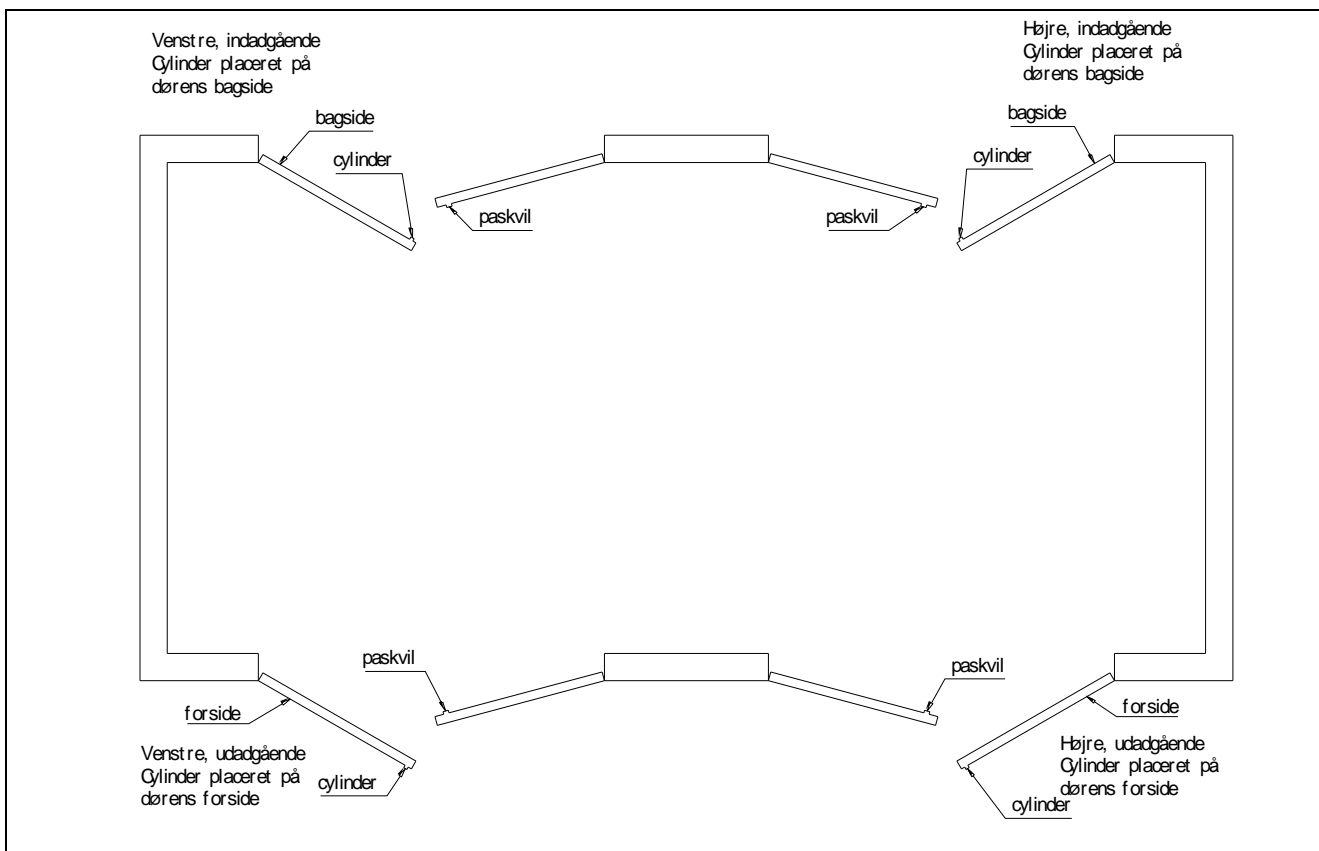 Venstre, indadgående
Cylinder placeret på
dørens bagside
Højre, indadgående
Cylinder placeret på
dørens bagside
bagside
cylinder
bagside
cylinder
paskvil
paskvil
paskvil
paskvil
forside
Venstre, udadgående
Cylinder placeret på
dørens forside
cylinder
forside
Højre, udadgående
Cylinder placeret på
dørens forside
cylinder